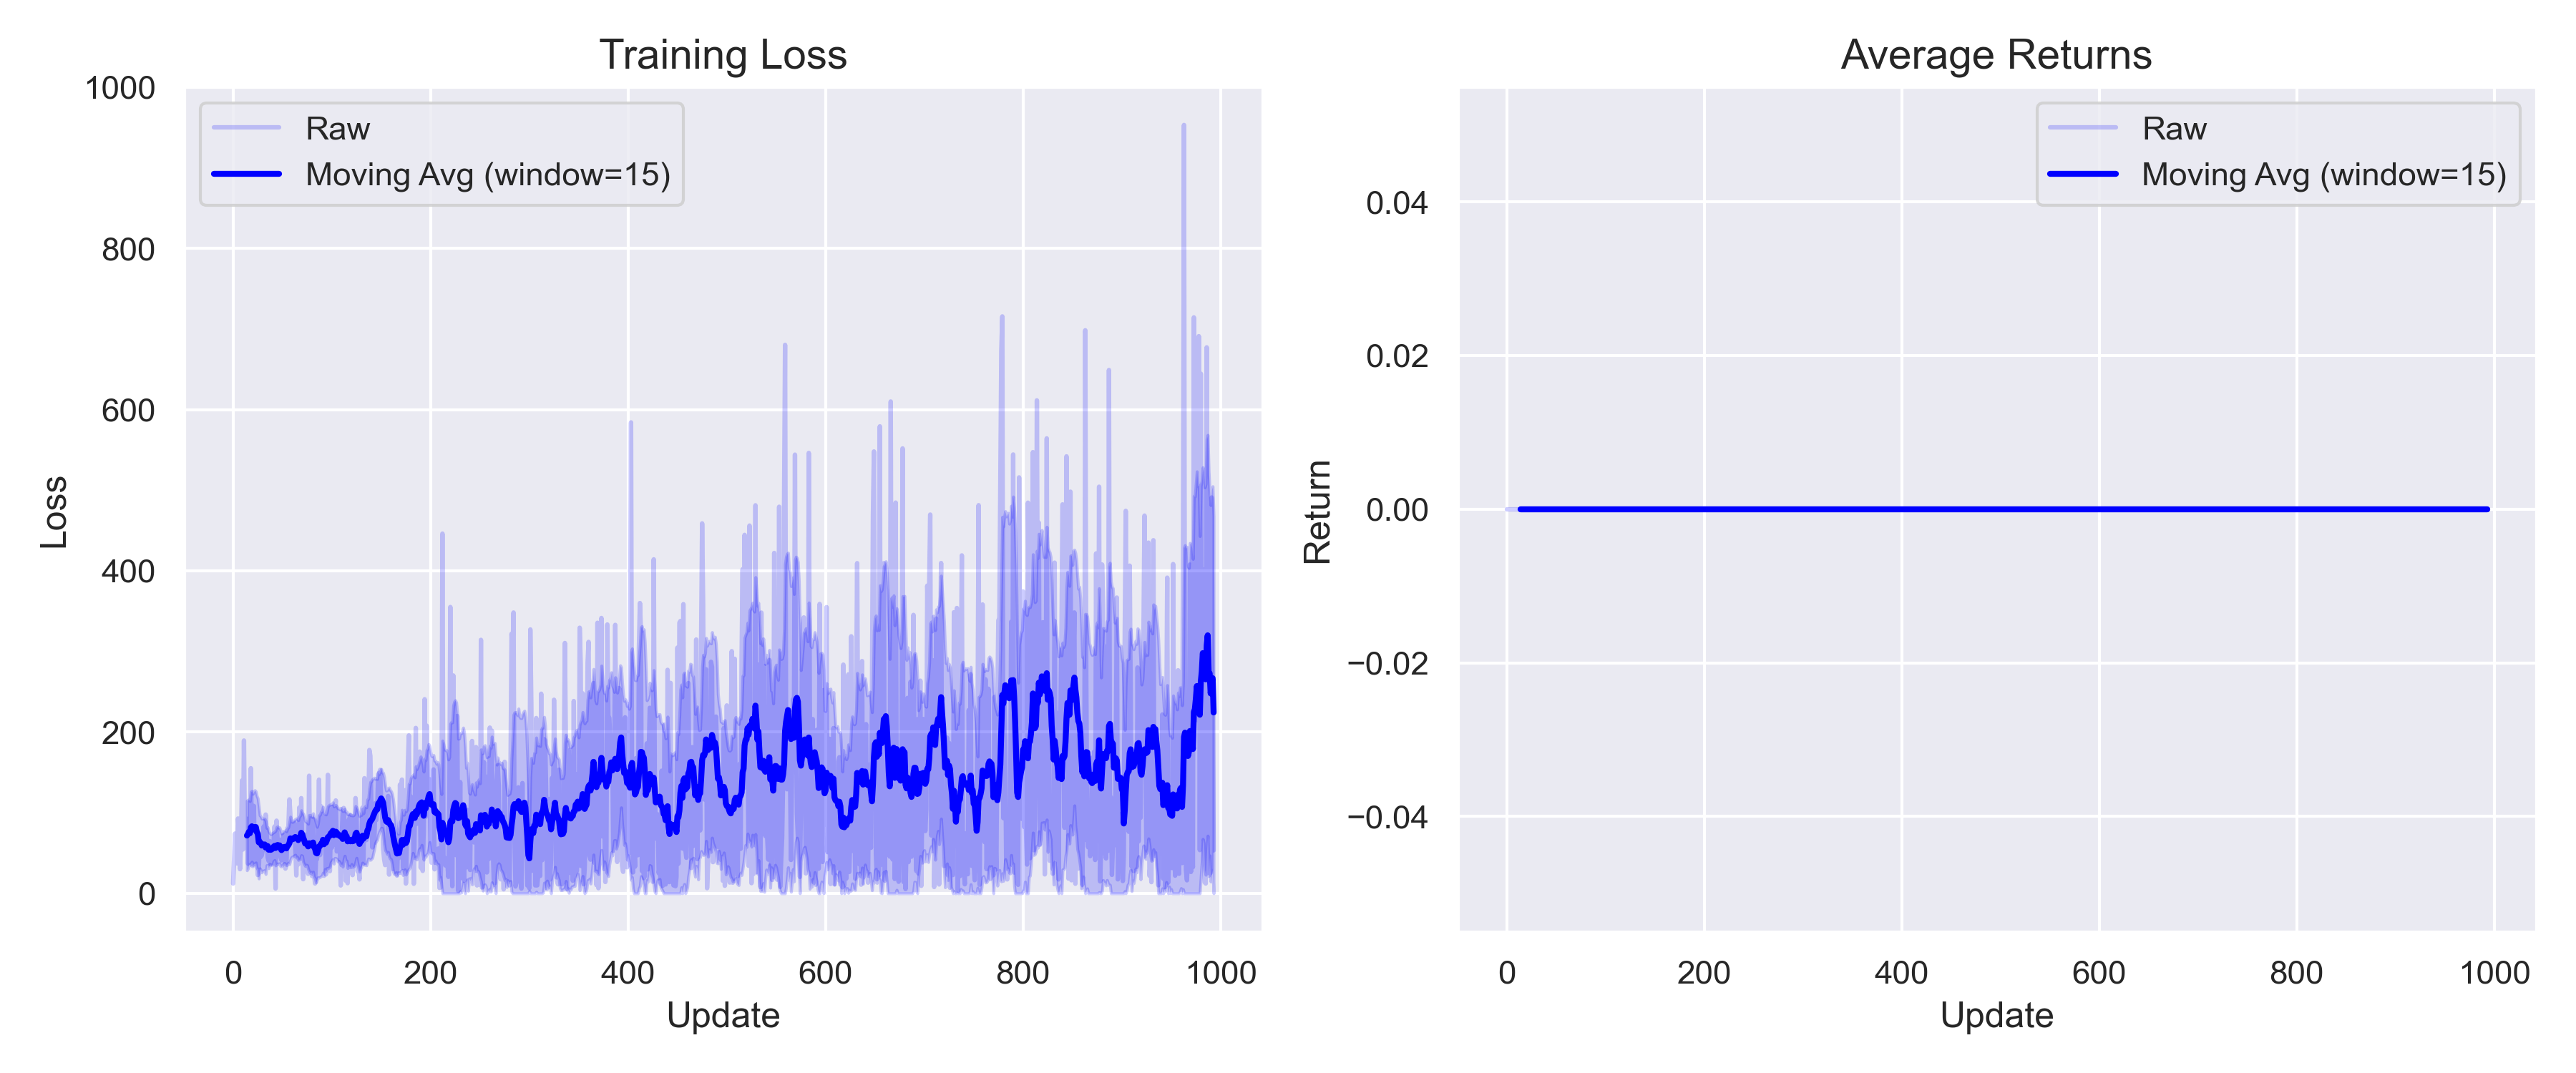 Training Loss
1000
800
600
400
200
0
Loss
Raw
Moving Avg (window=15)
0 200 400 600 800 1000
Update
Average Returns
0.04
0.02
0.00
−0.02
−0.04
Return
Raw
Moving Avg (window=15)
0 200 400 600 800 1000
Update